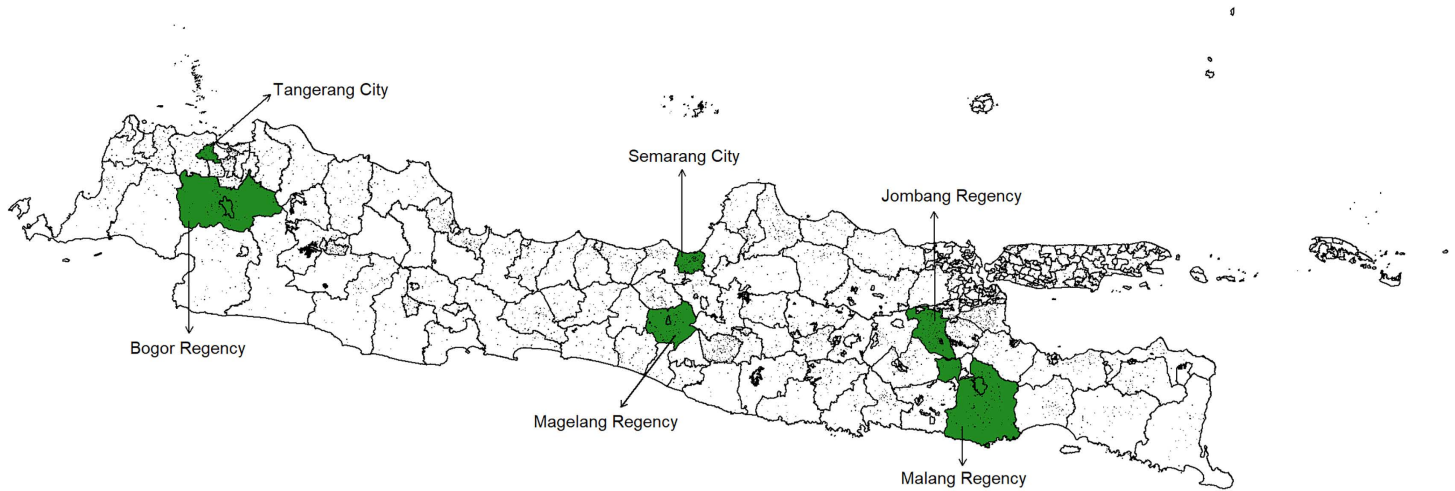 Tangerang City
Semarang City
Jombang Regency
Bogor Regency
Magelang Regency
Malang Regency